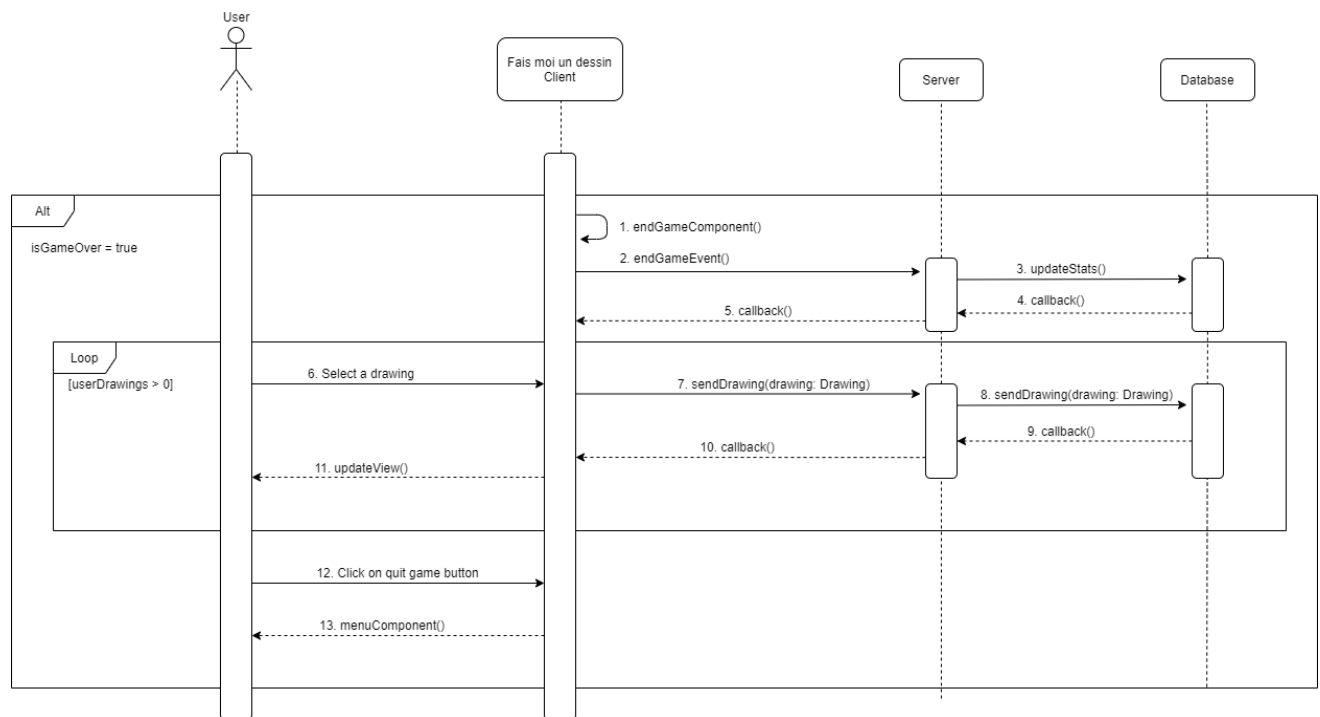 User
Fais moi un dessin
Client
Server
Database
Alt
isGameOver = true
1. endGameComponent()
2. endGameEvent()
3. updateStats()
4. callback()
5. callback()
Loop
[userDrawings > 0]
6. Select a drawing
7. sendDrawing(drawing: Drawing)
8. sendDrawing(drawing: Drawing)
9. callback()
10. callback()
11. updateView()
12. Click on quit game button
13. menuComponent()